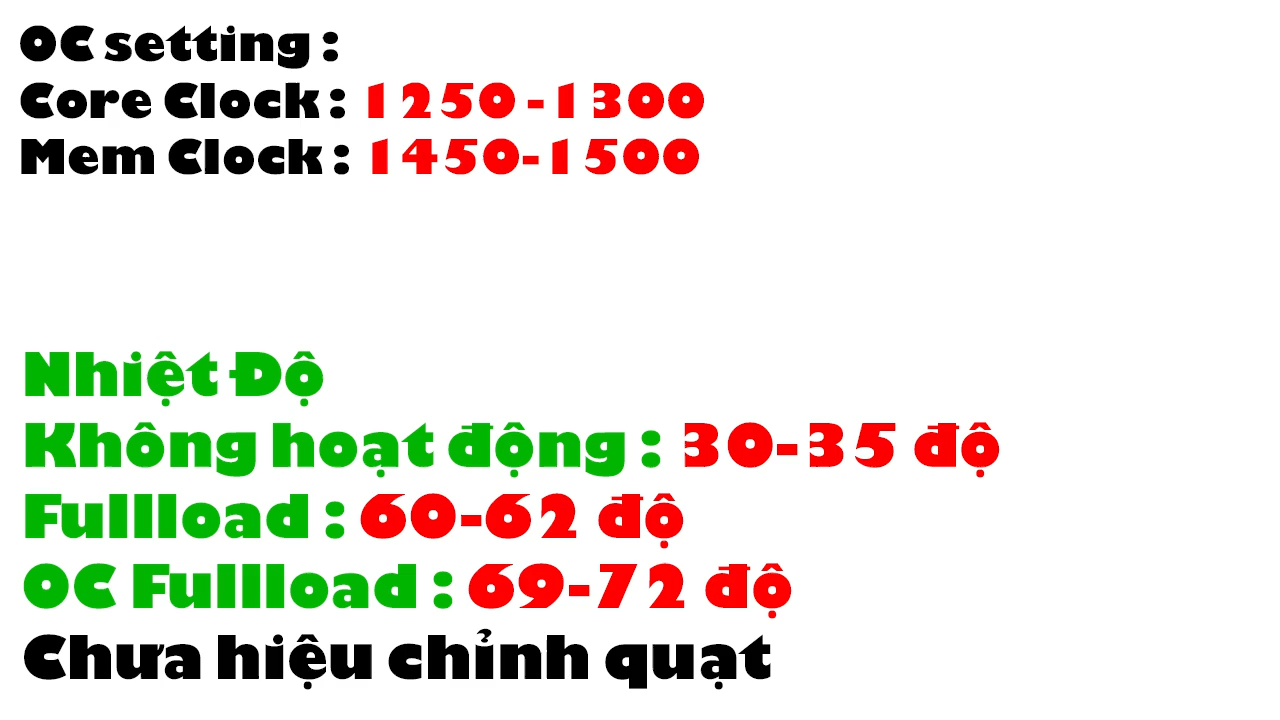 OC setting :
Core Clock : 1250 -1300
Mem Clock : 1450-1500
Nhiệt Độ
Không hoạt động : 30-35 độ
Fullload : 60-62 độ
OC Fullload : 69-72 độ
Chưa hiệu chỉnh quạt